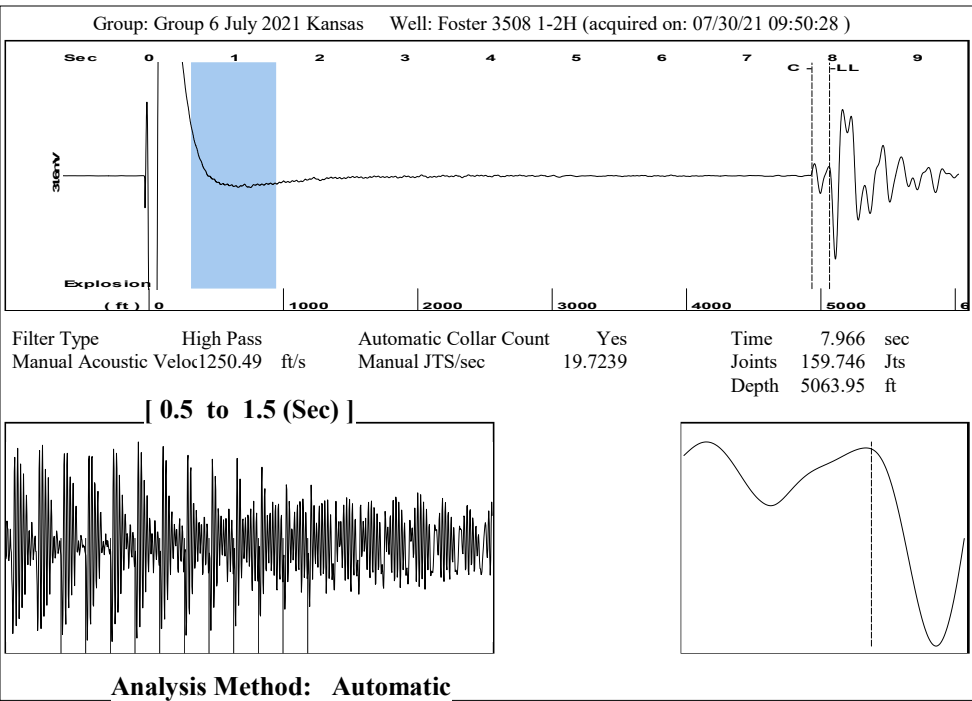 Group: Group 6 July 2021 Kansas Well: Foster 3508 1-2H (acquired on: 07/30/21 09:50:28 )
Sec 0 1 2 3 4 5 6 7 8 9
C - -LL
Explosion
( ft ) 0 1000 2000 3000 4000 5000 6
Filter Type High Pass Automatic Collar Count Yes Time 7.966 sec
Manual Acoustic Veloc1250.49 ft/s Manual JTS/sec 19.7239 Joints 159.746 Jts
Depth 5063.95 ft
[ 0.5 to 1.5 (Sec) ]
Analysis Method: Automatic